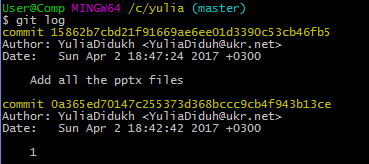 User@Comp MINGW64 /c/yulia (master)
$ git log
commit 15862b7cbd21f91669ae6ee01d3390c53cb46fb5
Author: YuliaDidukh <YuliaDiduh@ukr.net>
Date:   Sun Apr 2 18:47:24 2017 +0300

    Add all the pptx files

commit 0a365ed70147c255373d368bccc9cb4f943b13ce
Author: YuliaDidukh <YuliaDiduh@ukr.net>
Date:   Sun Apr 2 18:42:42 2017 +0300

    1